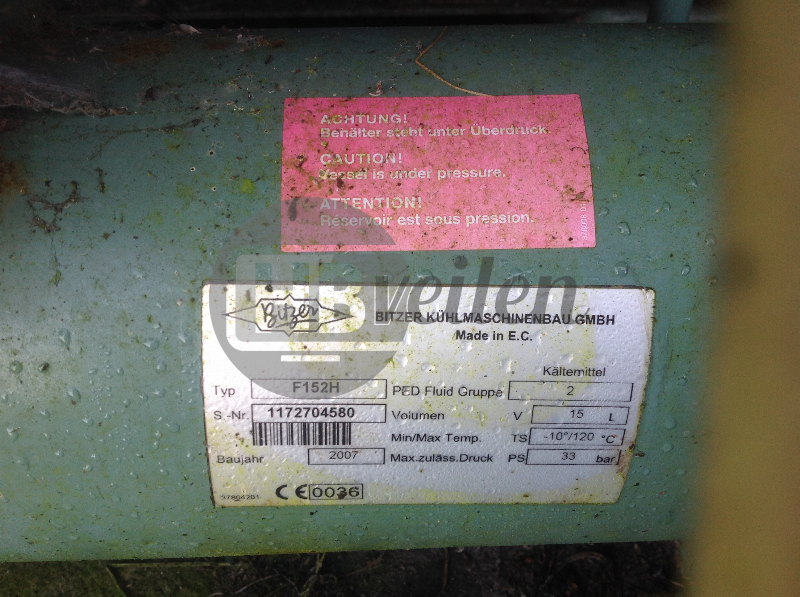 ACHTUNG!
Behälter steht unter Überdruck.
CAUTION!
Vessel is under pressure.
ATTENTION!
Réservoir est sous pression.
veilen
Bitzer
BITZER KÜHLMASCHINENBAU GMBH
Made in E.C.
Kältemittel
Typ F152H PED Fluid Gruppe 2
S.-Nr. 1172704580 Volumen V 15 L
Min/Max Temp. TS -10°/120 °C
Baujahr 2007 Max.zuläss.Druck PS 33 bar
37804201 CE 0036